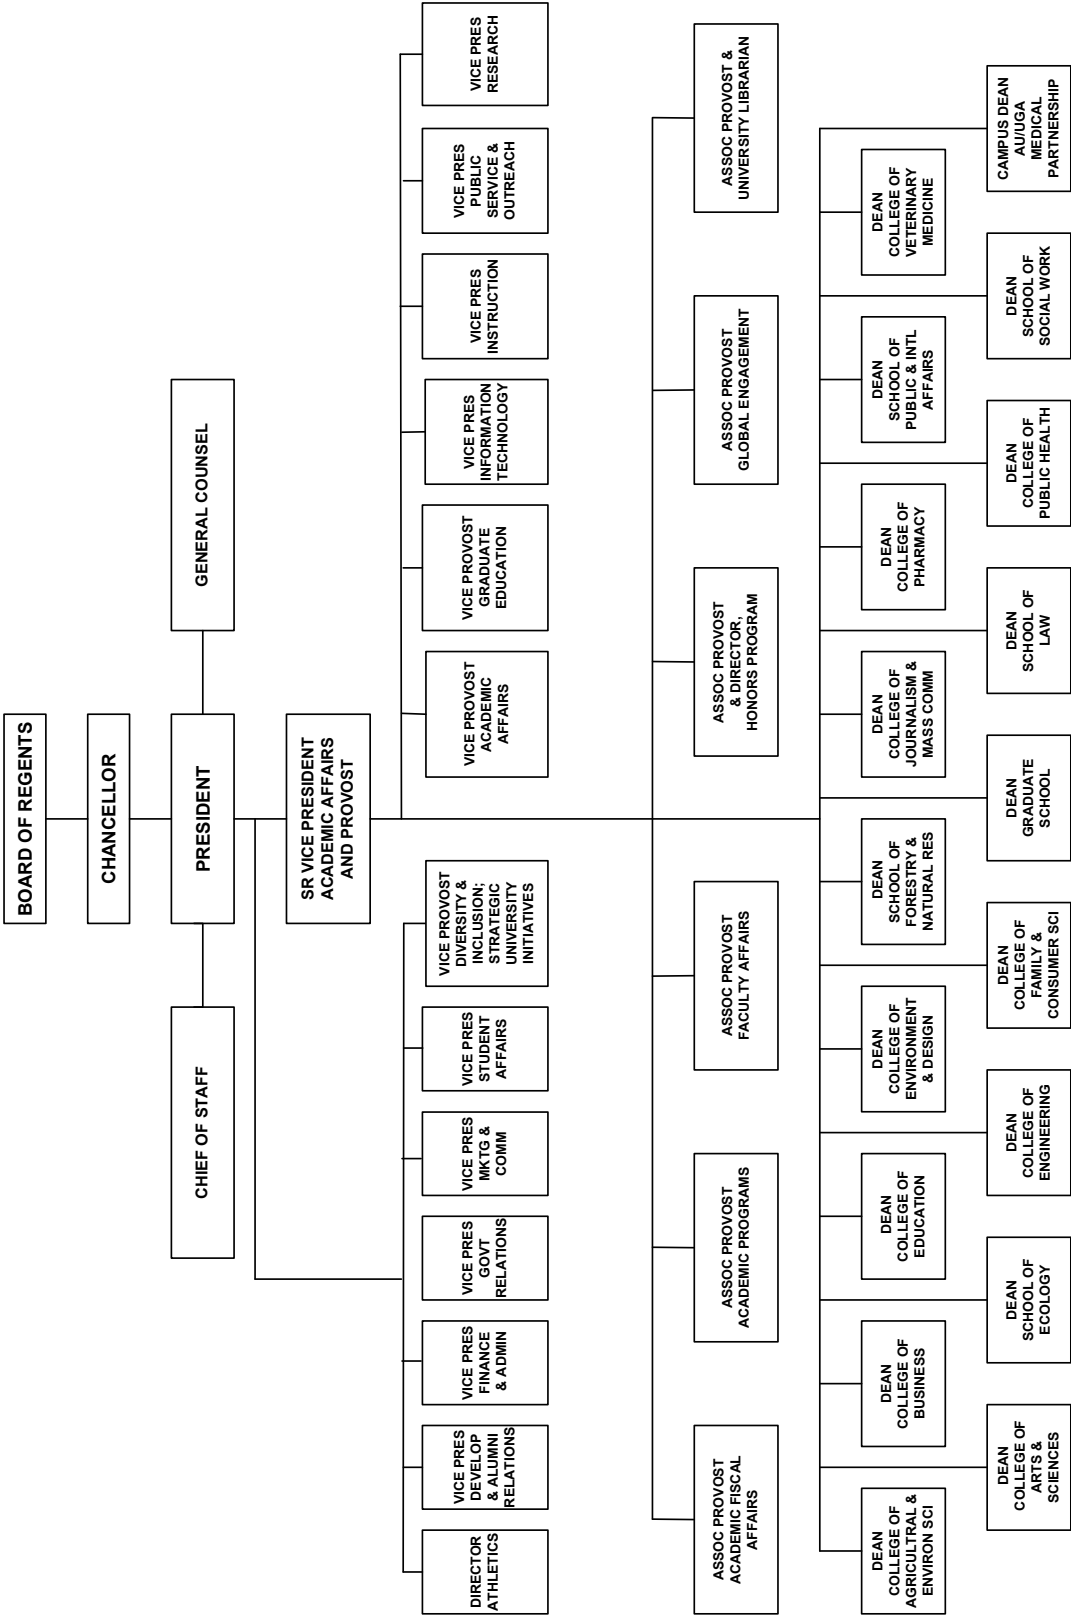 BOARD OF REGENTS
CHANCELLOR
CHIEF OF STAFF
PRESIDENT
GENERAL COUNSEL
SR VICE PRESIDENT
ACADEMIC AFFAIRS
AND PROVOST
DIRECTOR
ATHLETICS
VICE PRES
DEVELOP
& ALUMNI
RELATIONS
VICE PRES
FINANCE
& ADMIN
VICE PRES
GOVT
RELATIONS
VICE PRES
MKTG &
COMM
VICE PRES
STUDENT
AFFAIRS
VICE PROVOST
DIVERSITY &
INCLUSION;
STRATEGIC
UNIVERSITY
INITIATIVES
VICE PROVOST
ACADEMIC
AFFAIRS
VICE PROVOST
GRADUATE
EDUCATION
VICE PRES
INFORMATION
TECHNOLOGY
VICE PRES
INSTRUCTION
VICE PRES
PUBLIC
SERVICE &
OUTREACH
VICE PRES
RESEARCH
ASSOC PROVOST
ACADEMIC FISCAL
AFFAIRS
ASSOC PROVOST
ACADEMIC PROGRAMS
ASSOC PROVOST
FACULTY AFFAIRS
ASSOC PROVOST
& DIRECTOR,
HONORS PROGRAM
ASSOC PROVOST
GLOBAL ENGAGEMENT
ASSOC PROVOST &
UNIVERSITY LIBRARIAN
DEAN
COLLEGE OF
AGRICULTRAL &
ENVIRON SCI
DEAN
COLLEGE OF
BUSINESS
DEAN
COLLEGE OF
EDUCATION
DEAN
COLLEGE OF
ENVIRONMENT
& DESIGN
DEAN
SCHOOL OF
FORESTRY &
NATURAL RES
DEAN
COLLEGE OF
JOURNALISM &
MASS COMM
DEAN
COLLEGE OF
PHARMACY
DEAN
SCHOOL OF
PUBLIC & INTL
AFFAIRS
DEAN
COLLEGE OF
VETERINARY
MEDICINE
DEAN
COLLEGE OF
ARTS &
SCIENCES
DEAN
SCHOOL OF
ECOLOGY
DEAN
COLLEGE OF
ENGINEERING
DEAN
COLLEGE OF
FAMILY &
CONSUMER SCI
DEAN
GRADUATE
SCHOOL
DEAN
SCHOOL OF
LAW
DEAN
COLLEGE OF
PUBLIC HEALTH
DEAN
SCHOOL OF
SOCIAL WORK
CAMPUS DEAN
AU/UGA
MEDICAL
PARTNERSHIP